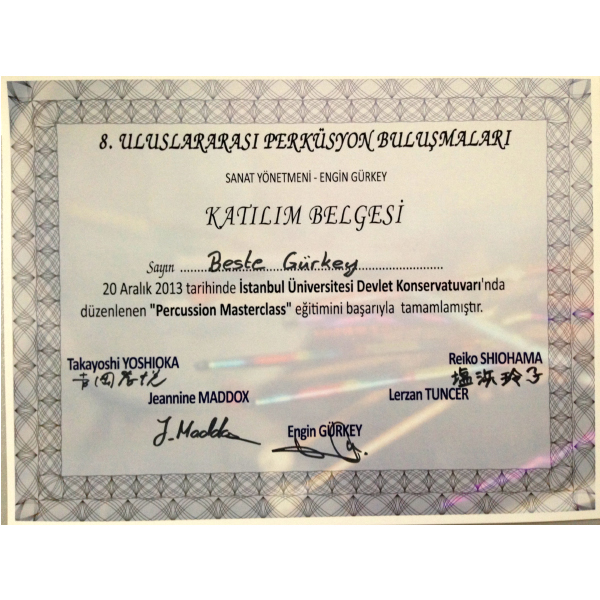 8. ULUSLARARASI PERKÜSYON BULUŞMALARI
SANAT YÖNETMENİ - ENGİN GÜRKEY
KATILIM BELGESİ
Sayın ..... Beste Gürkey .....
20 Aralık 2013 tarihinde İstanbul Üniversitesi Devlet Konservatuvarı'nda
düzenlenen "Percussion Masterclass" eğitimini başarıyla tamamlamıştır.
Takayoshi YOSHIOKA
Reiko SHIOHAMA
塩浜玲子
Jeannine MADDOX
Lerzan TUNCER
J. Maddox
Engin GÜRKEY